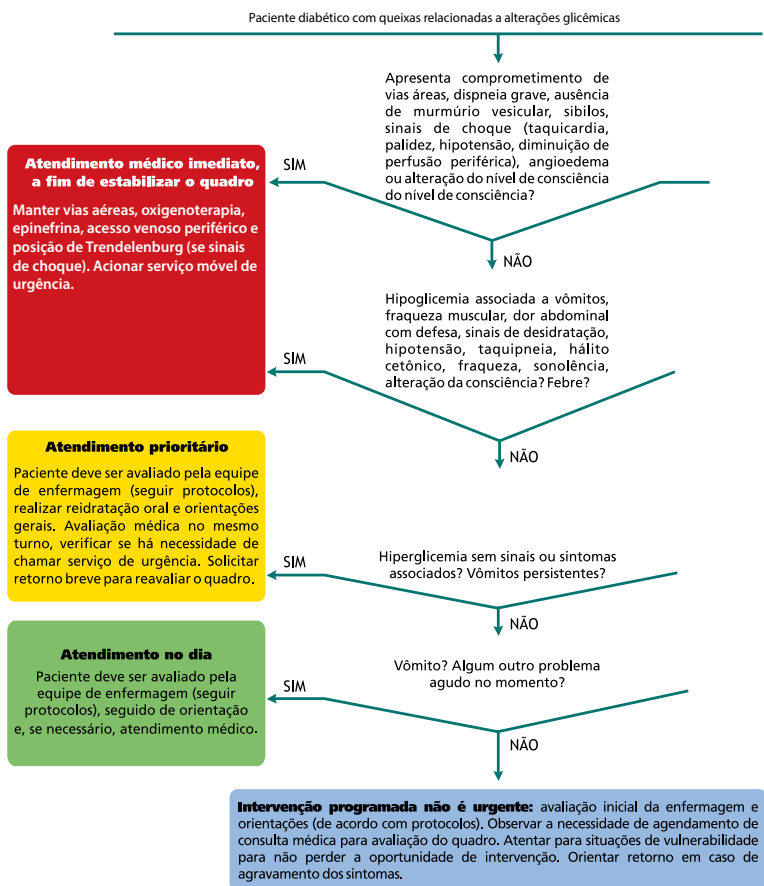 Paciente diabético com queixas relacionadas a alterações glicêmicas
Apresenta comprometimento de
vias áreas, dispneia grave, ausência
de murmúrio vesicular, sibilos,
sinais de choque (taquicardia,
palidez, hipotensão, diminuição de
perfusão periférica), angioedema
ou alteração do nível de consciência
do nível de consciência?
SIM
Atendimento médico imediato,
a fim de estabilizar o quadro
Manter vias aéreas, oxigenoterapia,
epinefrina, acesso venoso periférico e
posição de Trendelenburg (se sinais
de choque). Acionar serviço móvel de
urgência.
NÃO
Hipoglicemia associada a vômitos,
fraqueza muscular, dor abdominal
com defesa, sinais de desidratação,
hipotensão, taquipneia, hálito
cetônico, fraqueza, sonolência,
alteração da consciência? Febre?
SIM
NÃO
Atendimento prioritário
Paciente deve ser avaliado pela equipe
de enfermagem (seguir protocolos),
realizar reidratação oral e orientações
gerais. Avaliação médica no mesmo
turno, verificar se há necessidade de
chamar serviço de urgência. Solicitar
retorno breve para reavaliar o quadro.
SIM
Hiperglicemia sem sinais ou sintomas
associados? Vômitos persistentes?
NÃO
Atendimento no dia
Paciente deve ser avaliado pela
equipe de enfermagem (seguir
protocolos), seguido de orientação
e, se necessário, atendimento médico.
SIM
Vômito? Algum outro problema
agudo no momento?
NÃO
Intervenção programada não é urgente: avaliação inicial da enfermagem e
orientações (de acordo com protocolos). Observar a necessidade de agendamento de
consulta médica para avaliação do quadro. Atentar para situações de vulnerabilidade
para não perder a oportunidade de intervenção. Orientar retorno em caso de
agravamento dos sintomas.